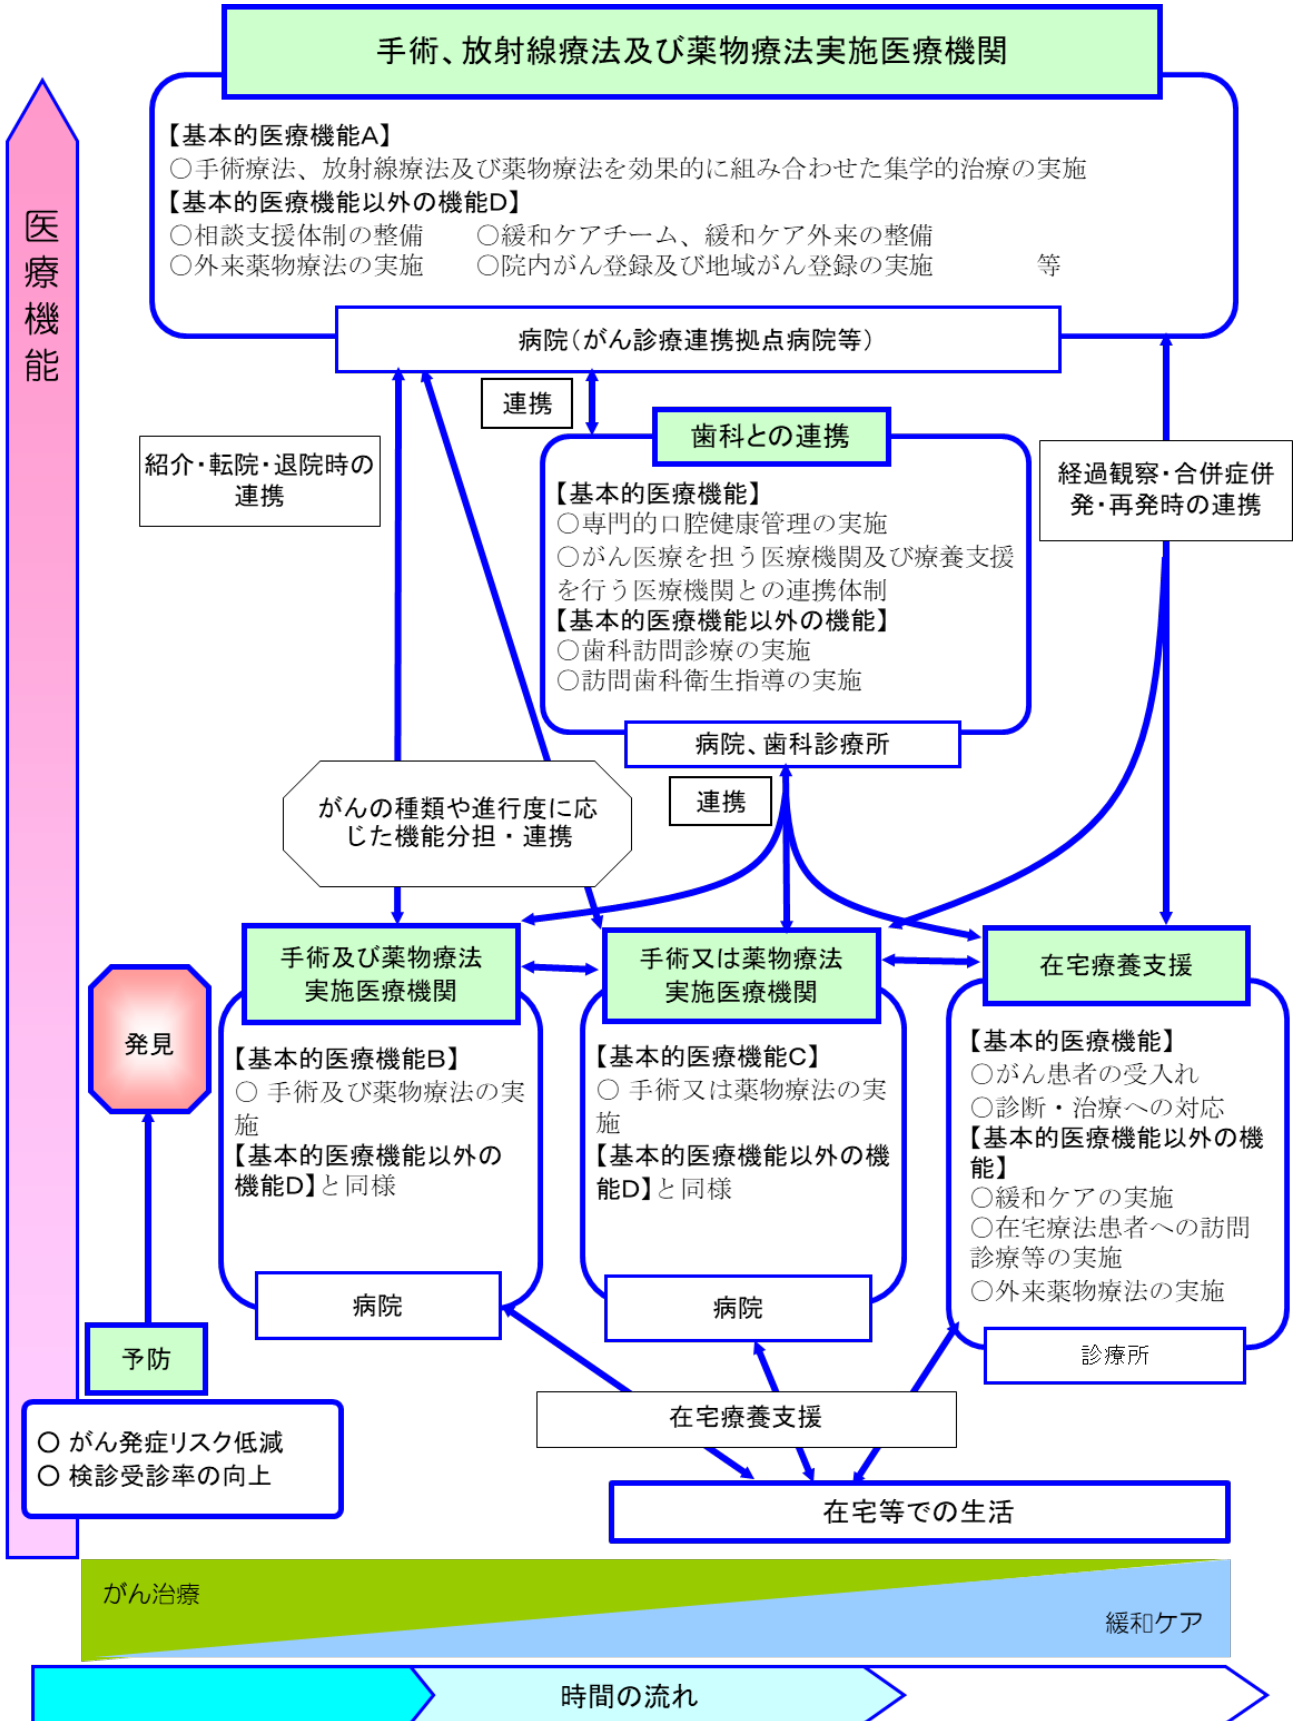 手術、放射線療法及び薬物療法実施医療機関
【基本的医療機能A】
○手術療法、放射線療法及び薬物療法を効果的に組み合わせた集学的治療の実施
【基本的医療機能以外の機能D】
○相談支援体制の整備　○緩和ケアチーム、緩和ケア外来の整備
○外来薬物療法の実施　○院内がん登録及び地域がん登録の実施　等
病院（がん診療連携拠点病院等）
医療機能
連携
歯科との連携
紹介・転院・退院時の
連携
経過観察・合併症併
発・再発時の連携
【基本的医療機能】
○専門的口腔健康管理の実施
○がん医療を担う医療機関及び療養支援
を行う医療機関との連携体制
【基本的医療機能以外の機能】
○歯科訪問診療の実施
○訪問歯科衛生指導の実施
病院、歯科診療所
連携
がんの種類や進行度に応
じた機能分担・連携
手術及び薬物療法
実施医療機関
【基本的医療機能B】
○ 手術及び薬物療法の実
施
【基本的医療機能以外の
機能D】と同様
病院
手術又は薬物療法
実施医療機関
【基本的医療機能C】
○ 手術又は薬物療法の実
施
【基本的医療機能以外の機
能D】と同様
病院
在宅療養支援
【基本的医療機能】
○がん患者の受入れ
○診断・治療への対応
【基本的医療機能以外の機
能】
○緩和ケアの実施
○在宅療法患者への訪問
診療等の実施
○外来薬物療法の実施
診療所
発見
予防
○ がん発症リスク低減
○ 検診受診率の向上
在宅療養支援
在宅等での生活
がん治療
緩和ケア
時間の流れ